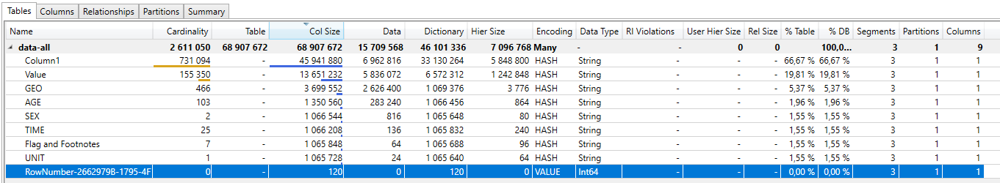 Tables Columns Relationships Partitions Summary
Name Cardinality Table Col Size Data Dictionary Hier Size Encoding Data Type RI Violations User Hier Size Rel Size % Table % DB Segments Partitions Columns
data-all 2 611 050 68 907 672 68 907 672 15 709 568 46 101 336 7 096 768 Many - - 0 0 100,0... 3 1 9
Column1 731 094 - 45 941 880 6 962 816 33 130 264 5 848 800 HASH String - - - 66,67 % 66,67 % 3 1 1
Value 155 350 - 13 651 232 5 836 072 6 572 312 1 242 848 HASH String - - - 19,81 % 19,81 % 3 1 1
GEO 466 - 3 699 552 2 626 400 1 069 376 3 776 HASH String - - - 5,37 % 5,37 % 3 1 1
AGE 103 - 1 350 560 283 240 1 066 456 864 HASH String - - - 1,96 % 1,96 % 3 1 1
SEX 2 - 1 066 544 816 1 065 648 80 HASH String - - - 1,55 % 1,55 % 3 1 1
TIME 25 - 1 066 208 136 1 065 832 240 HASH String - - - 1,55 % 1,55 % 3 1 1
Flag and Footnotes 7 - 1 065 848 64 1 065 688 96 HASH String - - - 1,55 % 1,55 % 3 1 1
UNIT 1 - 1 065 728 24 1 065 640 64 HASH String - - - 1,55 % 1,55 % 3 1 1
RowNumber-2662979B-1795-4F 0 - 120 0 120 0 VALUE Int64 - - - 0,00 % 0,00 % 3 1 1